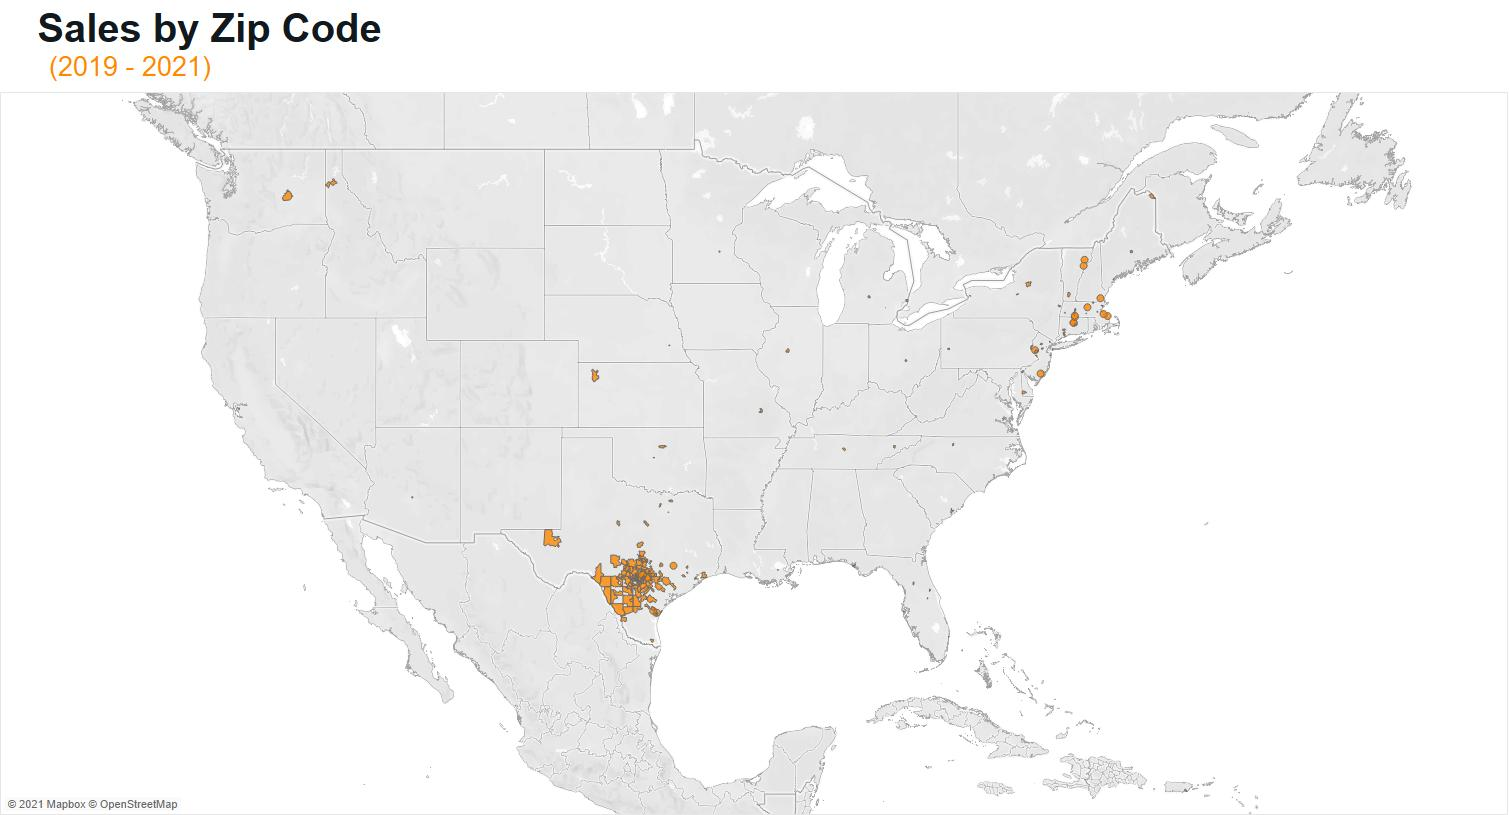 Sales by Zip Code
(2019 - 2021)
© 2021 Mapbox © OpenStreetMap